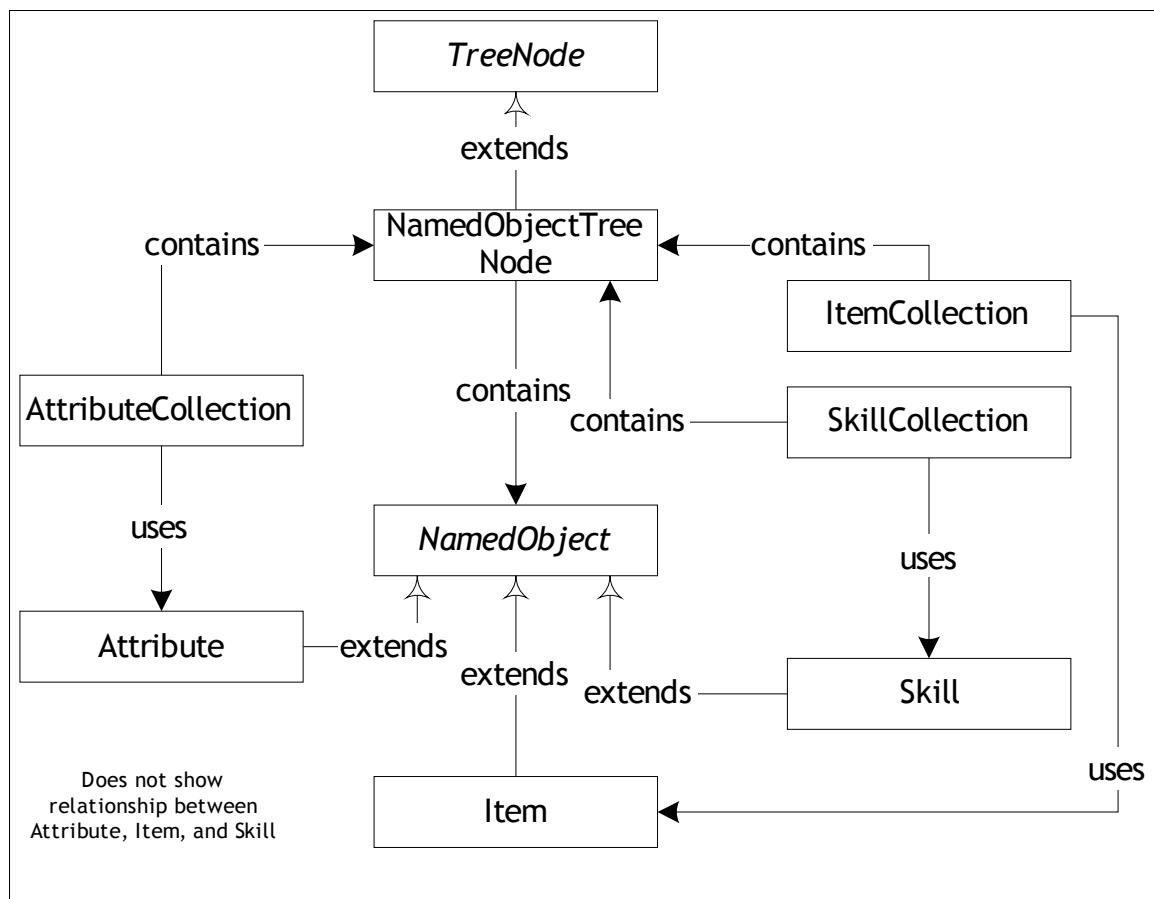 TreeNode
extends
NamedObjectTree
Node
contains
contains
ItemCollection
AttributeCollection
contains
contains
SkillCollection
uses
NamedObject
uses
Attribute
extends
extends
extends
Skill
Does not show
relationship between
Attribute, Item, and Skill
Item
uses